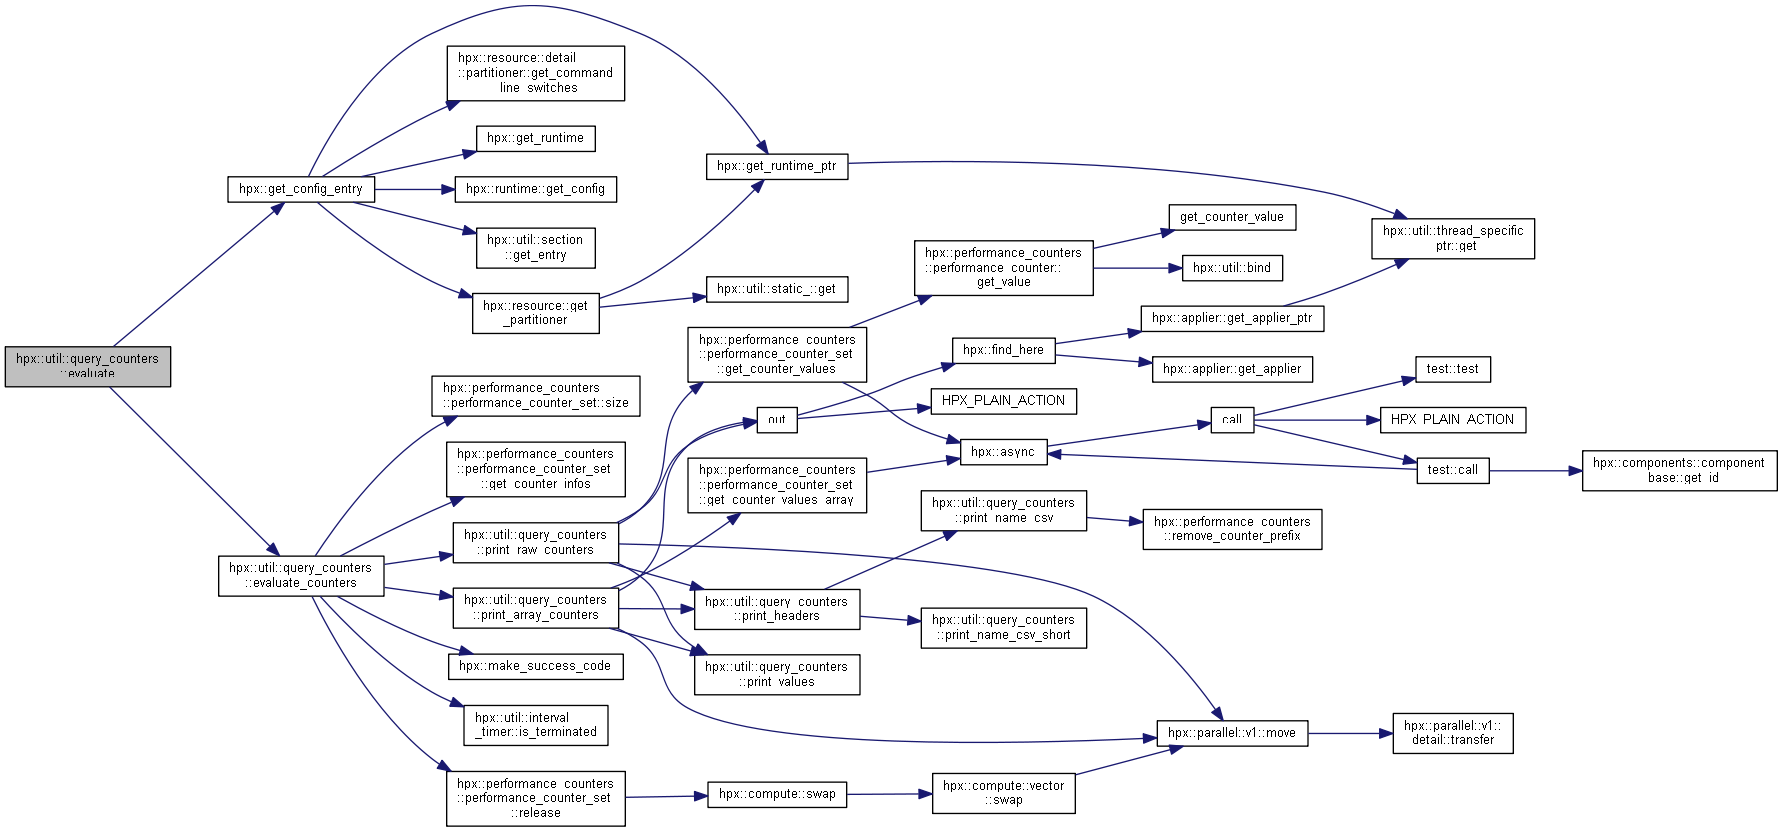 hpx::util::query_counters
::evaluate
hpx::get_config_entry
hpx::util::query_counters
::evaluate_counters
hpx::resource::detail
::partitioner::get_command
line_switches
hpx::get_runtime
hpx::runtime::get_config
hpx::util::section
::get_entry
hpx::resource::get
_partitioner
hpx::performance_counters
::performance_counter_set::size
hpx::performance_counters
::performance_counter_set
::get_counter_infos
hpx::util::query_counters
::print_raw_counters
hpx::util::query_counters
::print_array_counters
hpx::make_success_code
hpx::util::interval
_timer::is_terminated
hpx::performance_counters
::performance_counter_set
::release
hpx::get_runtime_ptr
hpx::util::static_::get
hpx::performance_counters
::performance_counter_set
::get_counter_values
out
hpx::performance_counters
::performance_counter_set
::get_counter_values_array
hpx::util::query_counters
::print_headers
hpx::util::query_counters
::print_values
hpx::compute::swap
hpx::performance_counters
::performance_counter::
get_value
hpx::find_here
HPX_PLAIN_ACTION
hpx::async
hpx::util::query_counters
::print_name_csv
hpx::util::query_counters
::print_name_csv_short
hpx::compute::vector
::swap
get_counter_value
hpx::util::bind
hpx::applier::get_applier_ptr
hpx::applier::get_applier
call
hpx::performance_counters
::remove_counter_prefix
hpx::parallel::v1::move
hpx::util::thread_specific
ptr::get
test::test
HPX_PLAIN_ACTION
test::call
hpx::parallel::v1::
detail::transfer
hpx::components::component
base::get_id